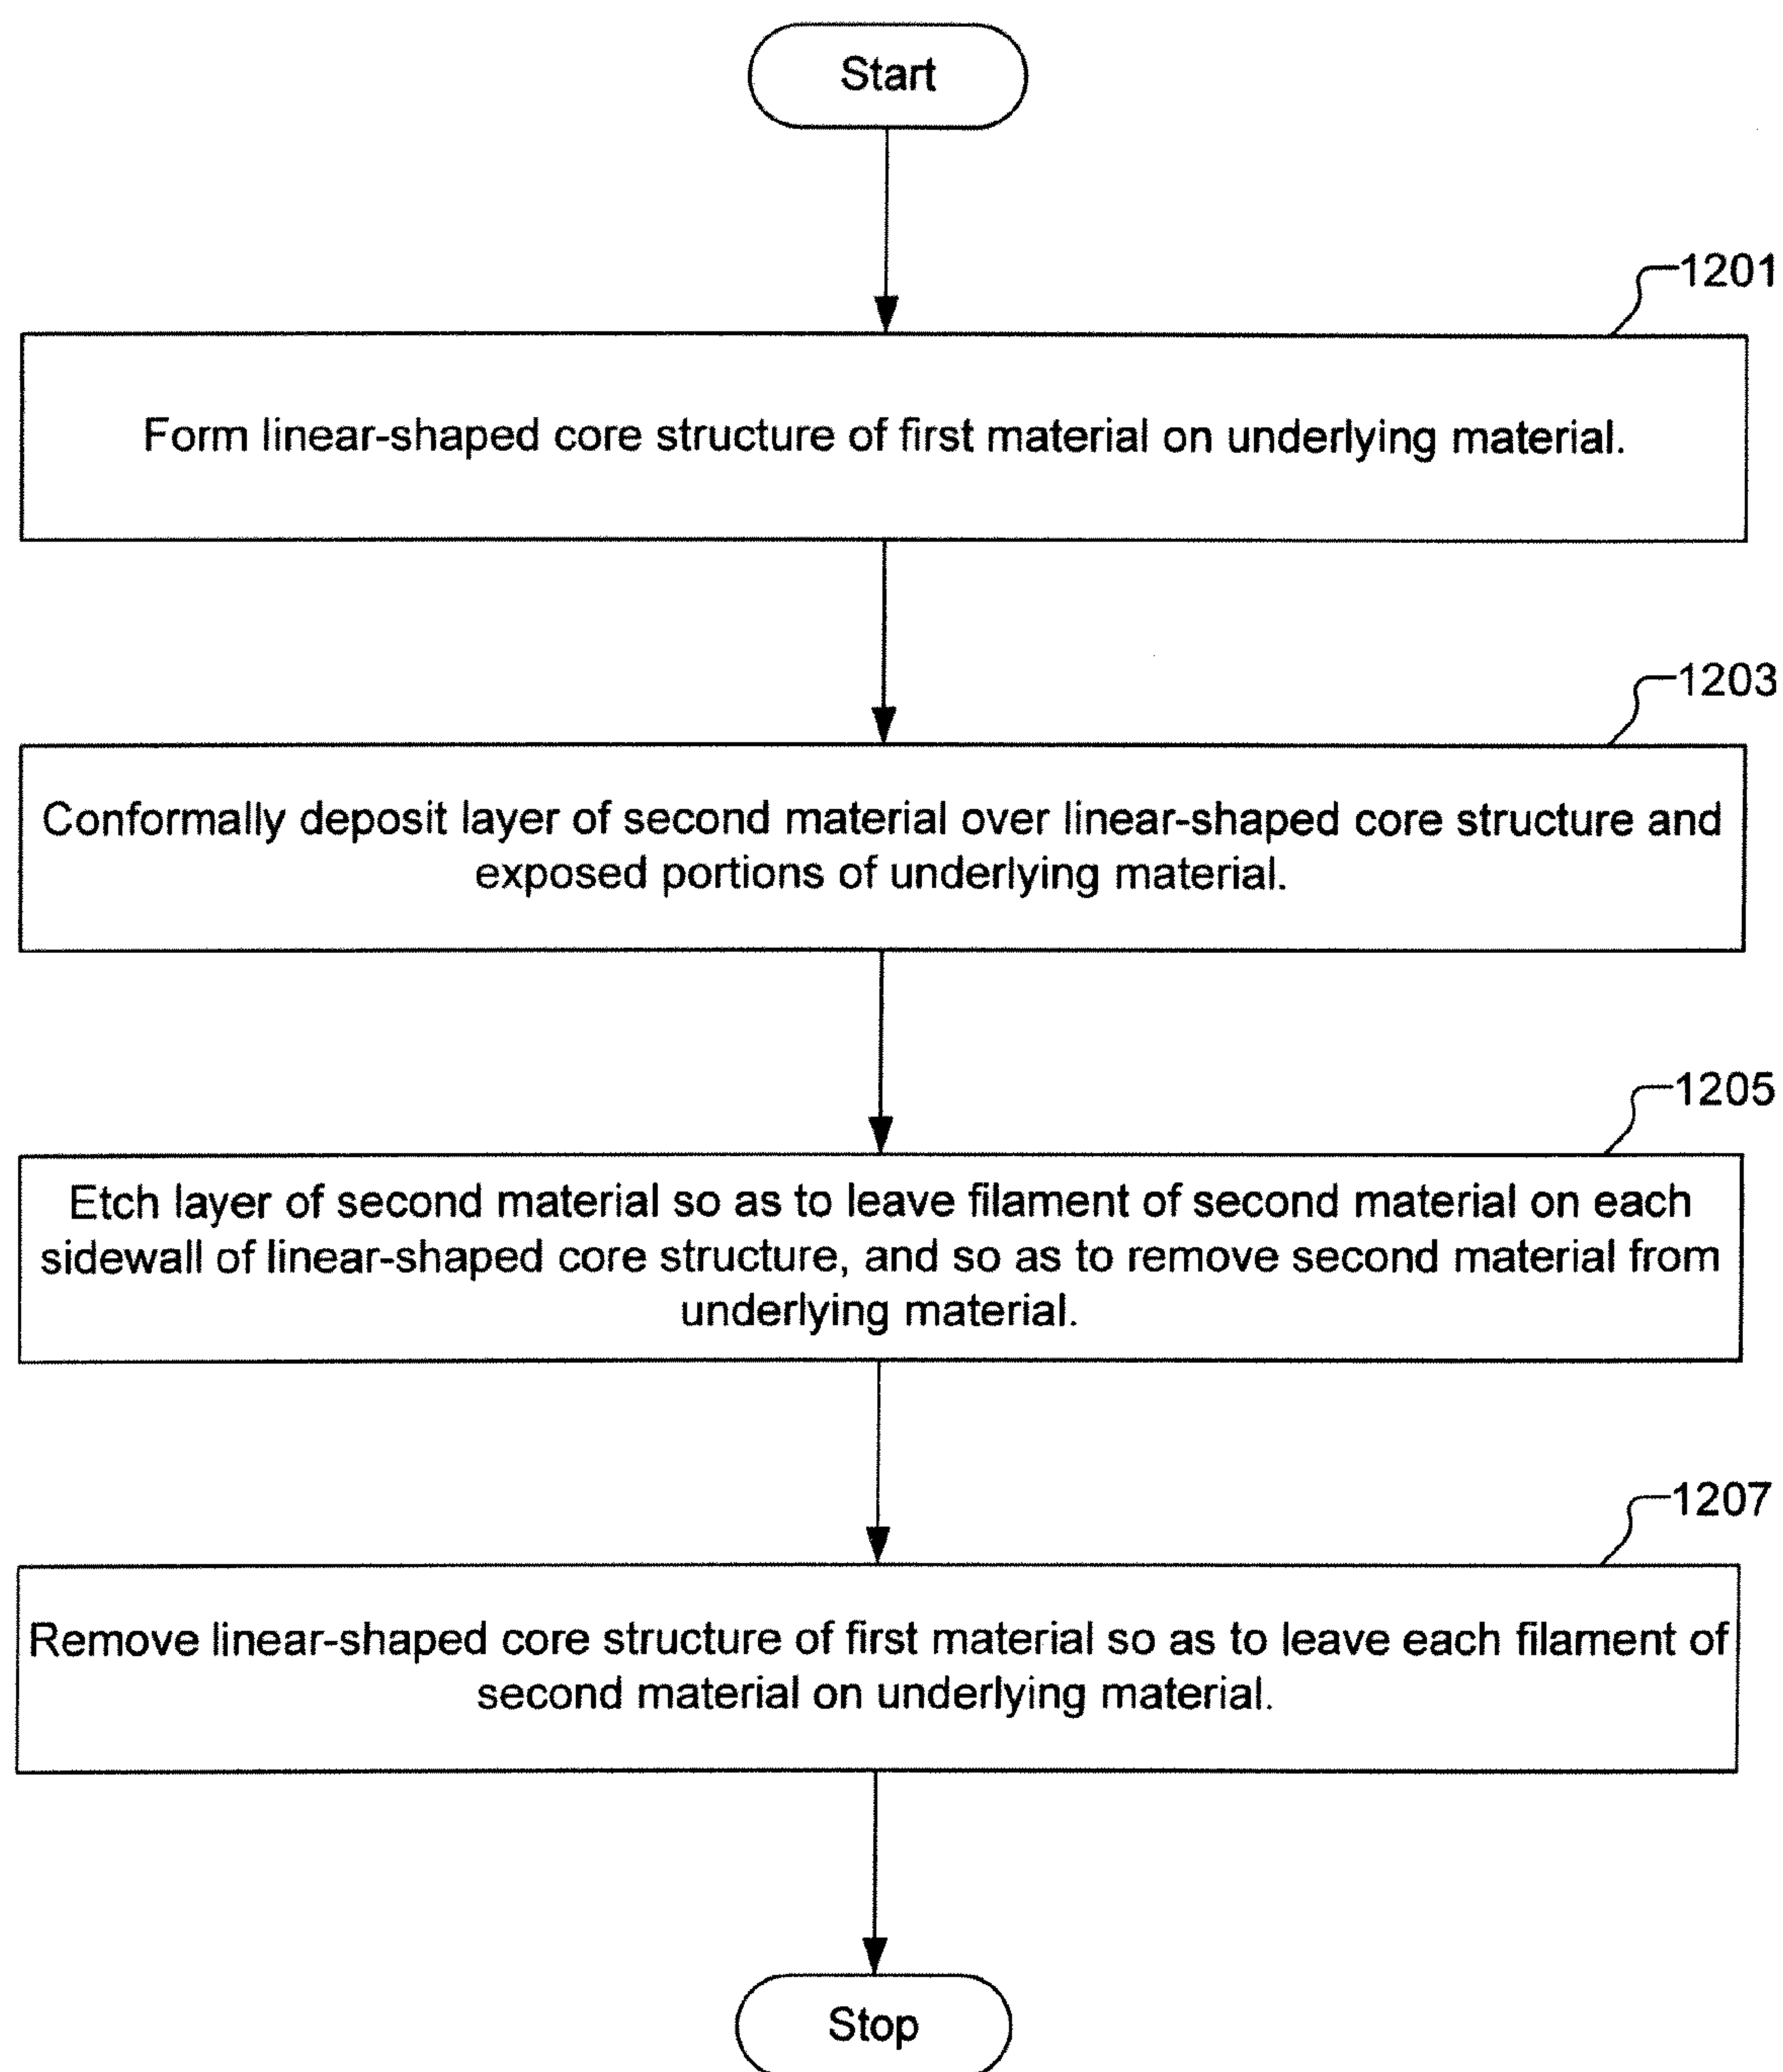 Start
1201
Form linear-shaped core structure of first material on underlying material.
1203
Conformally deposit layer of second material over linear-shaped core structure and
exposed portions of underlying material.
1205
Etch layer of second material so as to leave filament of second material on each
sidewall of linear-shaped core structure, and so as to remove second material from
underlying material.
1207
Remove linear-shaped core structure of first material so as to leave each filament of
second material on underlying material.
Stop